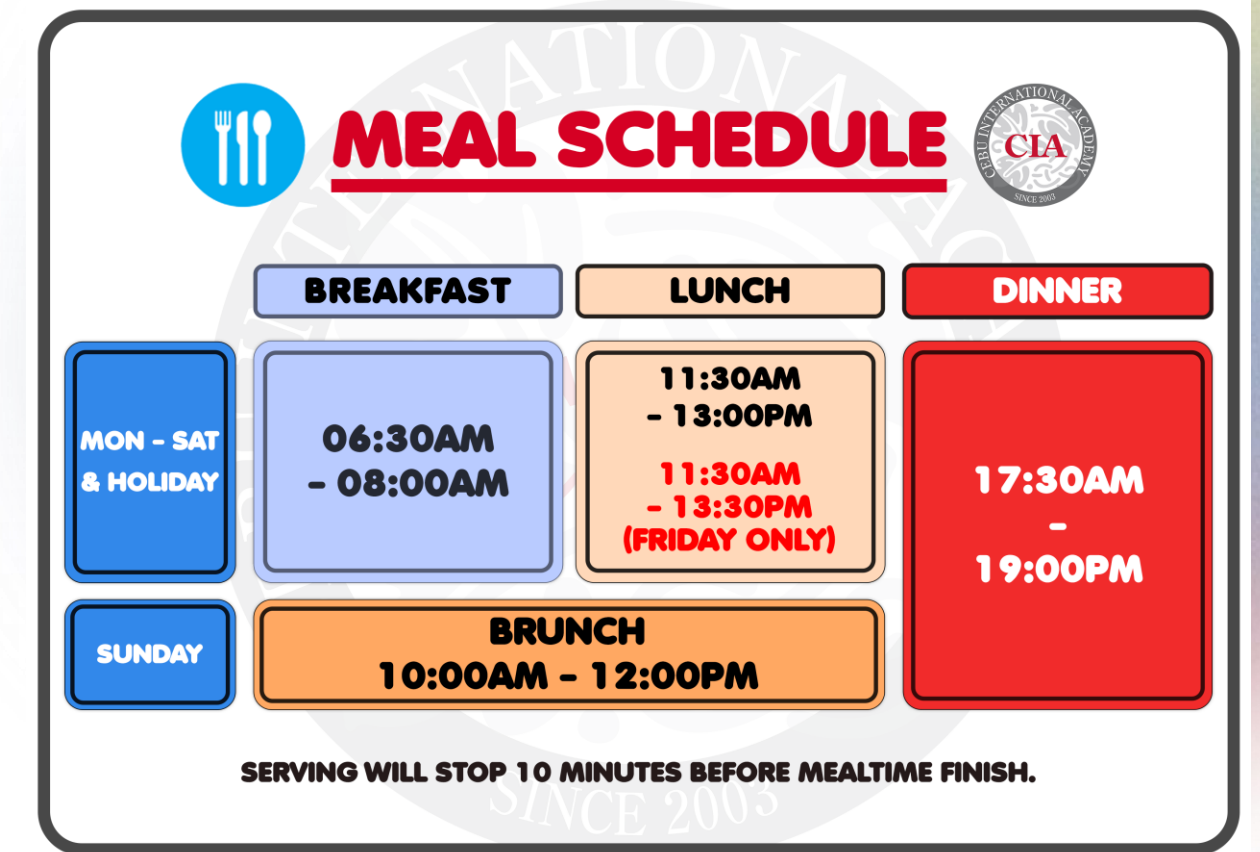 MEAL SCHEDULE
CEBU INTERNATIONAL ACADEMY
CIA
SINCE 2003
BREAKFAST
LUNCH
DINNER
MON - SAT
& HOLIDAY
06:30AM
- 08:00AM
11:30AM
- 13:00PM
11:30AM
- 13:30PM
(FRIDAY ONLY)
17:30AM
-
19:00PM
SUNDAY
BRUNCH
10:00AM - 12:00PM
SERVING WILL STOP 10 MINUTES BEFORE MEALTIME FINISH.
SINCE 2003